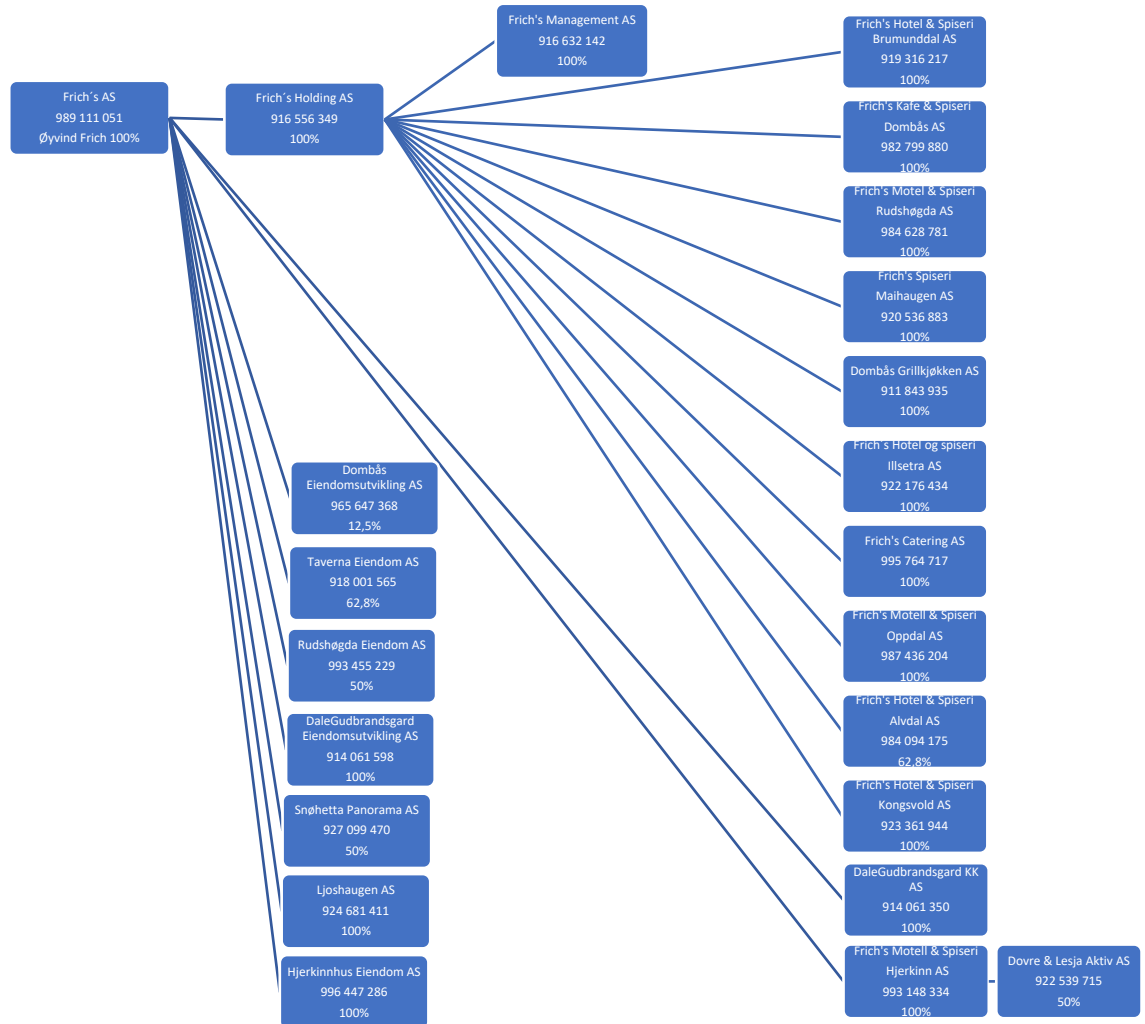 Frich´s AS
989 111 051
Øyvind Frich 100%
Frich´s Holding AS
916 556 349
100%
Frich's Management AS
916 632 142
100%
Frich's Hotel & Spiseri
Brumunddal AS
919 316 217
100%
Frich's Kafe & Spiseri
Dombås AS
982 799 880
100%
Frich's Motel & Spiseri
Rudshøgda AS
984 628 781
100%
Frich's Spiseri
Maihaugen AS
920 536 883
100%
Dombås Grillkjøkken AS
911 843 935
100%
Frich´s Hotel og spiseri
Illsetra AS
922 176 434
100%
Frich's Catering AS
995 764 717
100%
Frich's Motell & Spiseri
Oppdal AS
987 436 204
100%
Frich's Hotel & Spiseri
Alvdal AS
984 094 175
62,8%
Frich's Hotel & Spiseri
Kongsvold AS
923 361 944
100%
DaleGudbrandsgard KK
AS
914 061 350
100%
Frich's Motell & Spiseri
Hjerkinn AS
993 148 334
100%
Dovre & Lesja Aktiv AS
922 539 715
50%
Dombås
Eiendomsutvikling AS
965 647 368
12,5%
Taverna Eiendom AS
918 001 565
62,8%
Rudshøgda Eiendom AS
993 455 229
50%
DaleGudbrandsgard
Eiendomsutvikling AS
914 061 598
100%
Snøhetta Panorama AS
927 099 470
50%
Ljoshaugen AS
924 681 411
100%
Hjerkinnhus Eiendom AS
996 447 286
100%